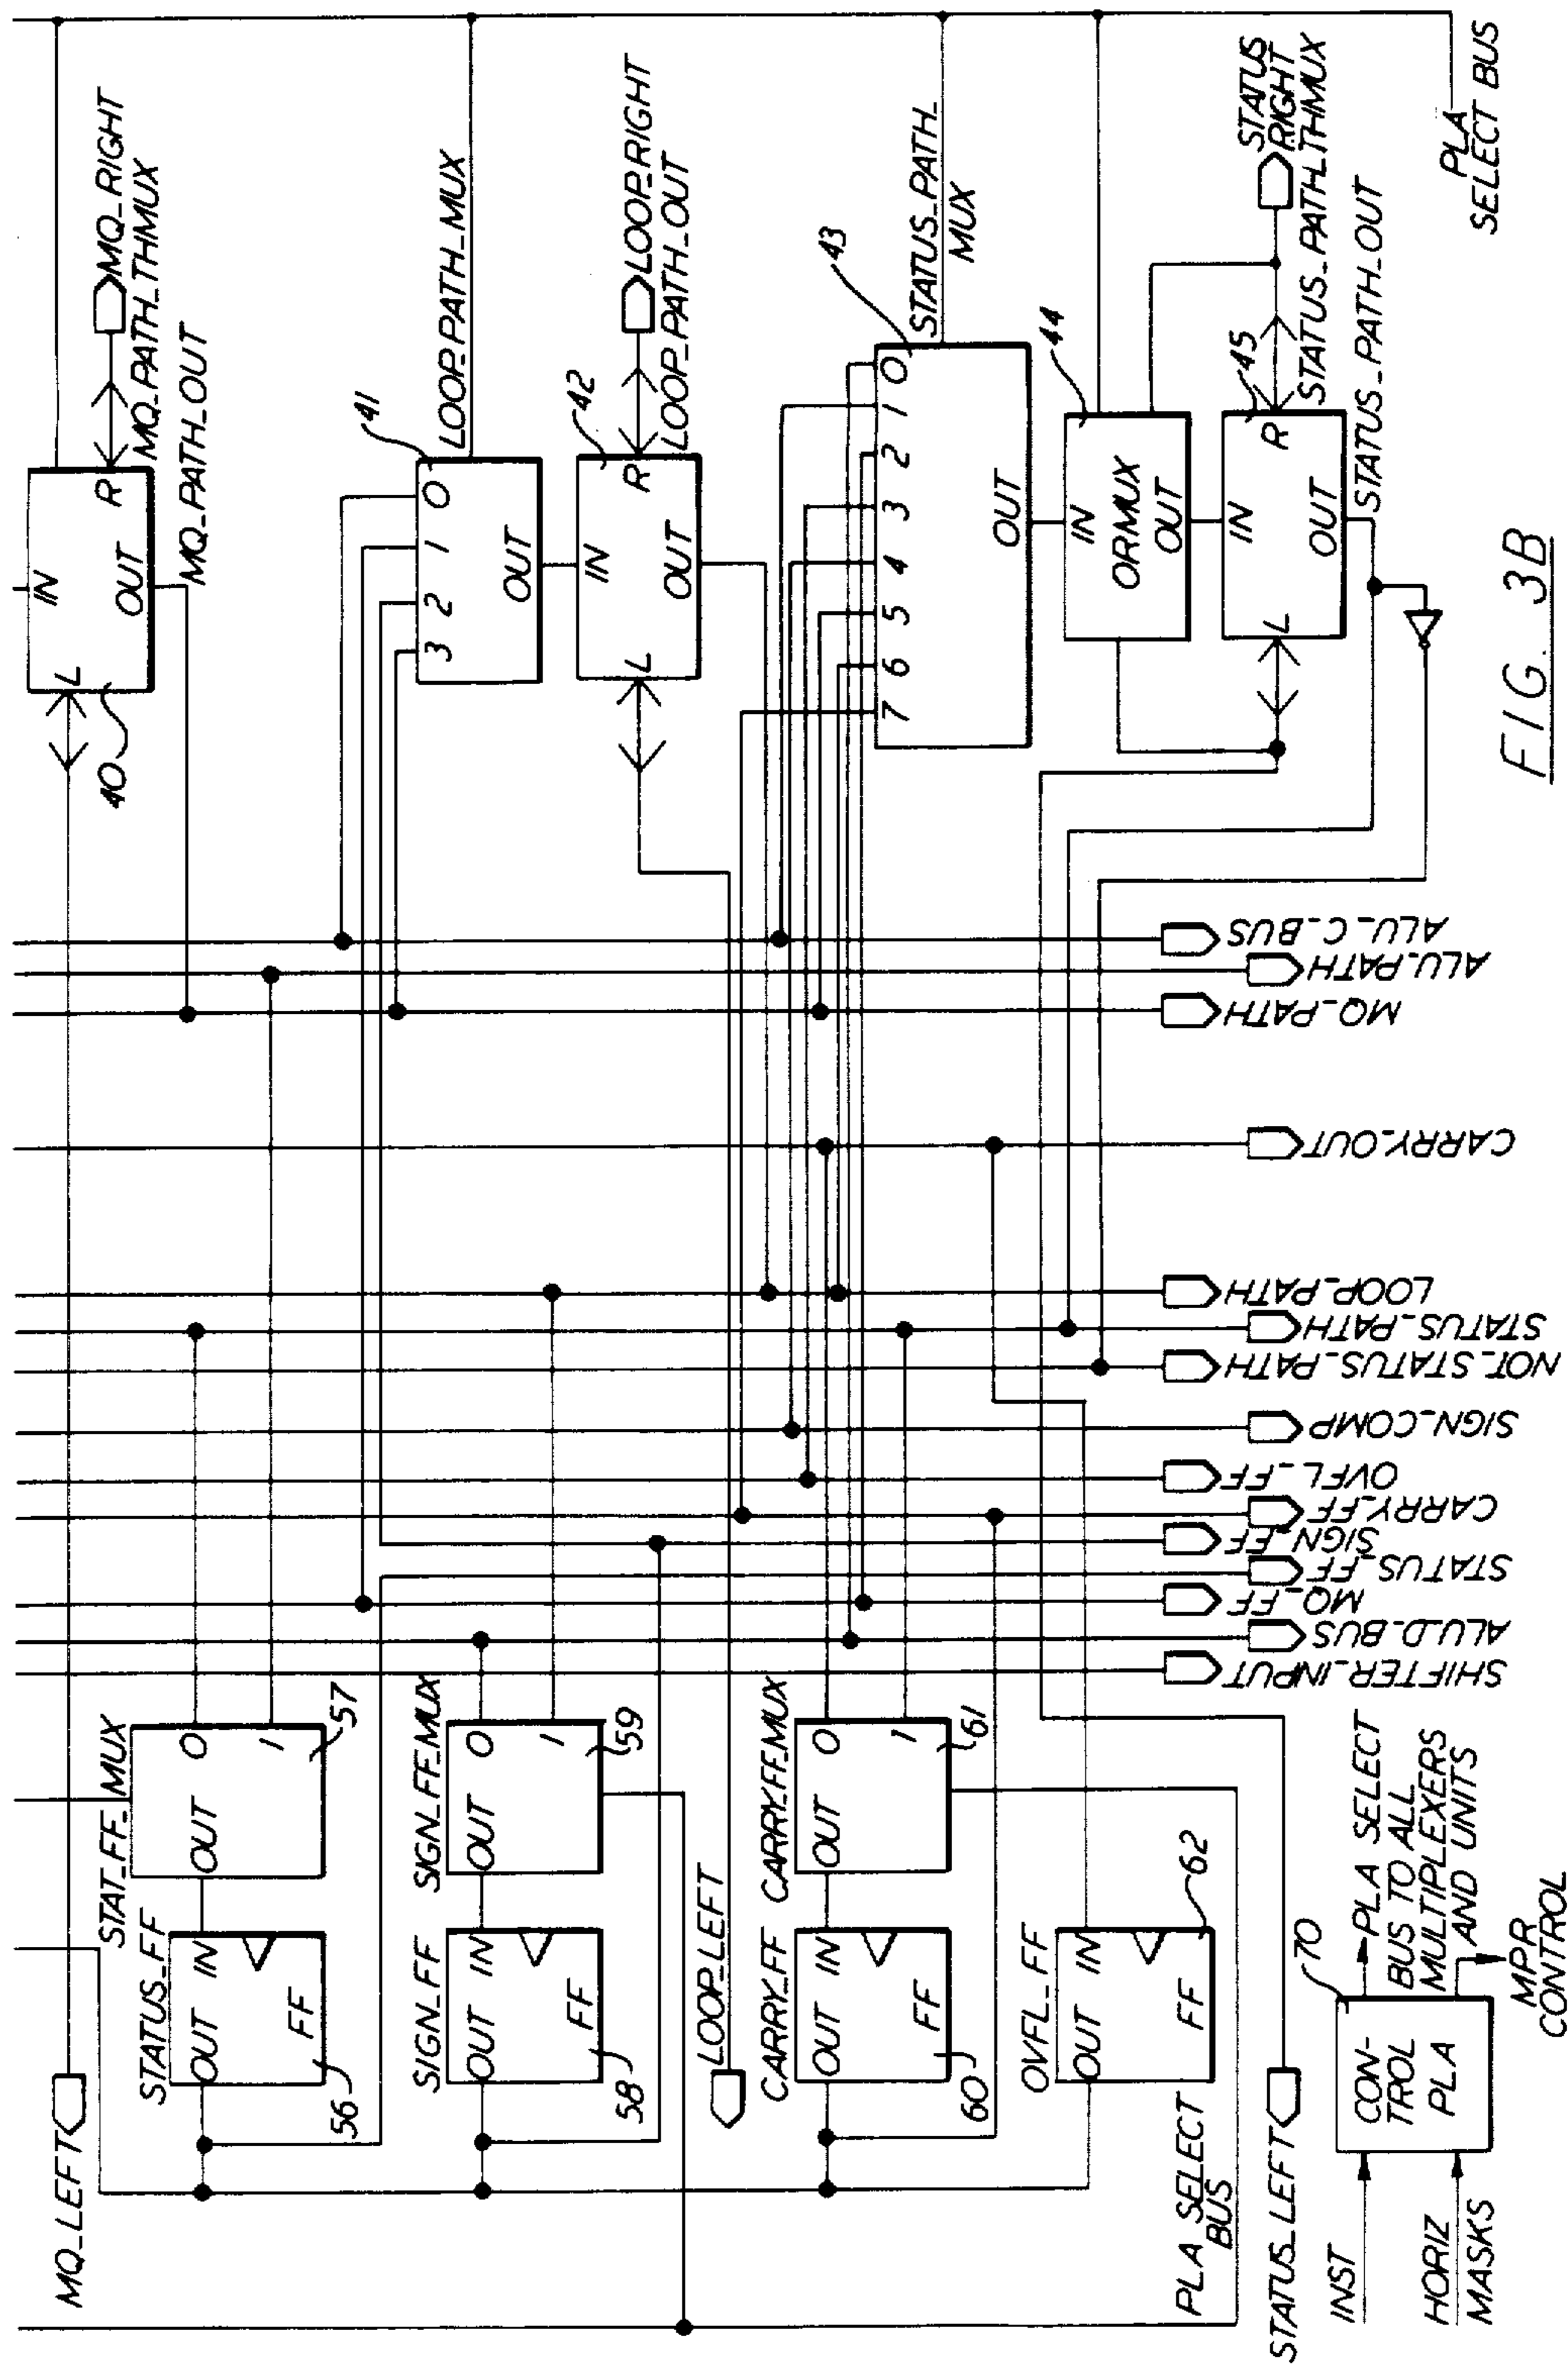 MQ_LEFT
STATUS_FF
OUT
IN
FF
56
STAT_FF_MUX
OUT
0
1
57
SIGN_FF
OUT
IN
FF
58
SIGN_FF_MUX
OUT
0
1
59
LOOP_LEFT
CARRY_FF
OUT
IN
FF
60
CARRY_FF_MUX
OUT
0
1
61
OVFL_FF
OUT
IN
FF
62
PLA SELECT
BUS
STATUS_LEFT
INST
HORIZ
MASKS
CON-
TROL
PLA
70
PLA SELECT
BUS TO ALL
MULTIPLEXERS
AND UNITS
MPR
CONTROL
SHIFTER_INPUT
ALU_D_BUS
MQ_FF
STATUS_FF
SIGN_FF
CARRY_FF
OVFL_FF
SIGN_COMP
NOT_STATUS_PATH
STATUS_PATH
LOOP_PATH
CARRY_OUT
MQ_PATH
ALU_PATH
ALU_C_BUS
40
L
IN
OUT
R
MQ_RIGHT
MQ_PATH_THMUX
MQ_PATH_OUT
3
2
1
0
OUT
41
LOOP_PATH_MUX
L
IN
OUT
R
42
LOOP_RIGHT
LOOP_PATH_OUT
7
6
5
4
3
2
1
0
OUT
43
STATUS_PATH_
MUX
IN
ORMUX
OUT
44
L
IN
OUT
R
45
STATUS
RIGHT
STATUS_PATH_THMUX
STATUS_PATH_OUT
PLA
SELECT BUS
FIG. 3B